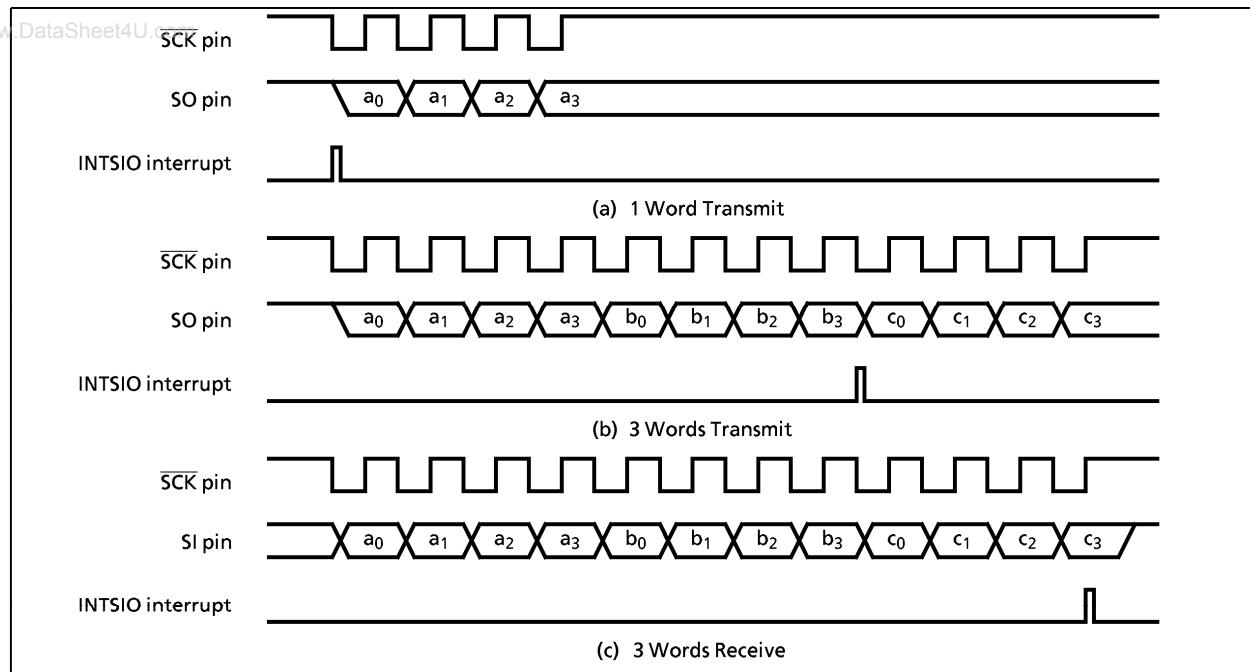 www.DataSheet4U.com
SCK pin
SO pin a0 a1 a2 a3
INTSIO interrupt
(a) 1 Word Transmit
SCK pin
SO pin a0 a1 a2 a3 b0 b1 b2 b3 c0 c1 c2 c3
INTSIO interrupt
(b) 3 Words Transmit
SCK pin
SI pin a0 a1 a2 a3 b0 b1 b2 b3 c0 c1 c2 c3
INTSIO interrupt
(c) 3 Words Receive